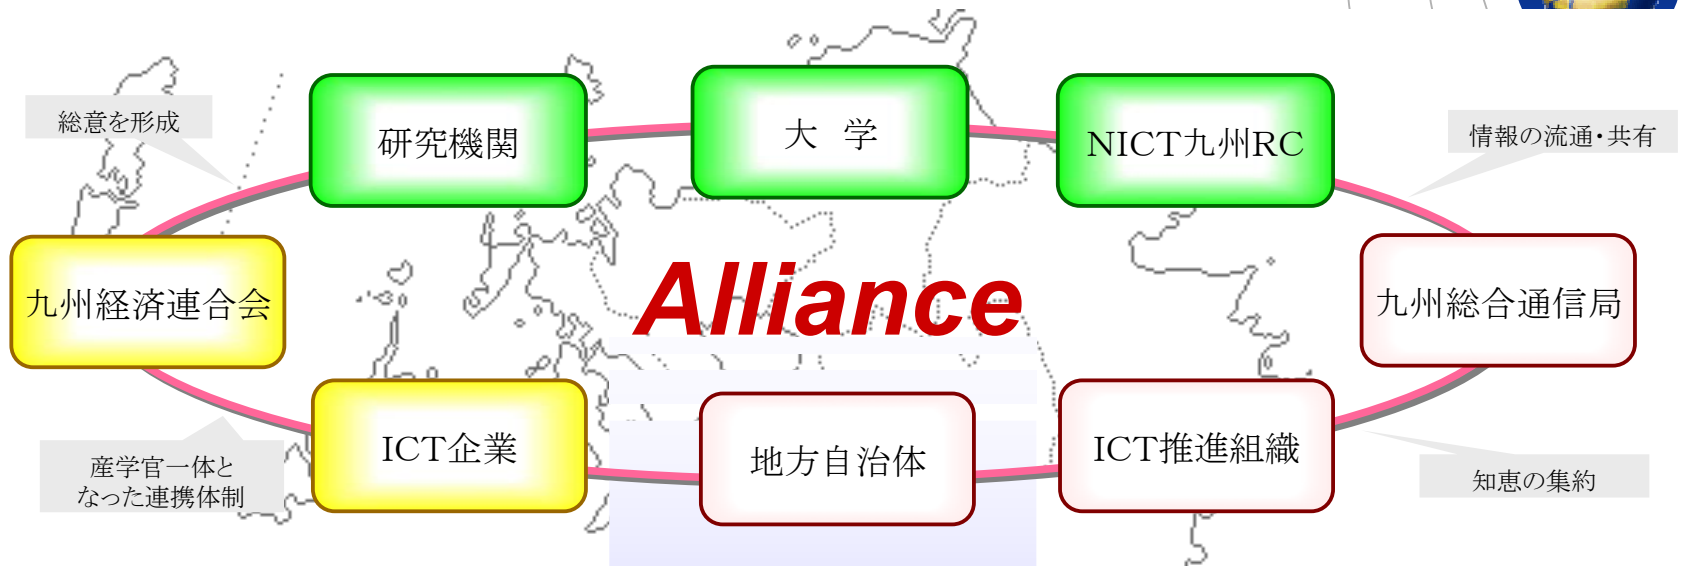 総意を形成
研究機関
大 学
NICT九州RC
情報の流通・共有
九州経済連合会
Alliance
九州総合通信局
ICT企業
地方自治体
ICT推進組織
産学官一体と
なった連携体制
知恵の集約